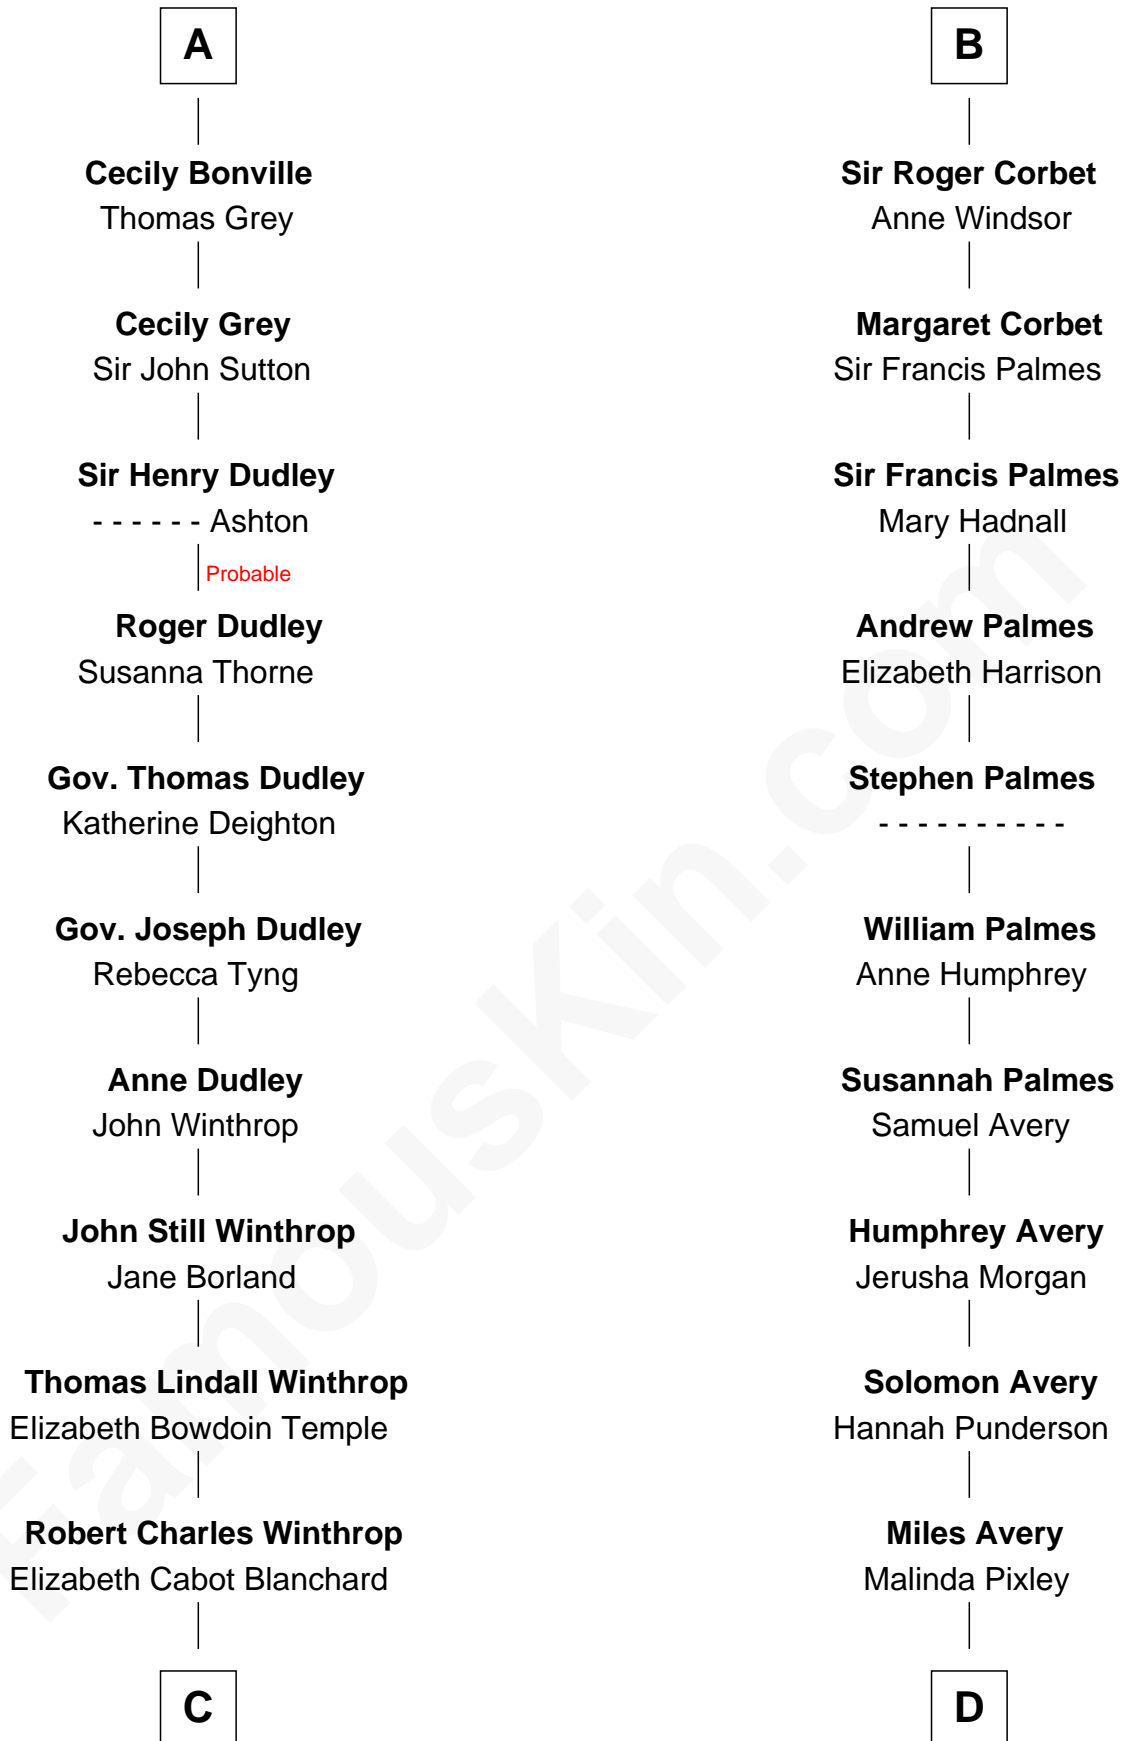 A
Cecily Bonville
Thomas Grey
Cecily Grey
Sir John Sutton
Sir Henry Dudley
- - - - - - Ashton
Probable
Roger Dudley
Susanna Thorne
Gov. Thomas Dudley
Katherine Deighton
Gov. Joseph Dudley
Rebecca Tyng
Anne Dudley
John Winthrop
John Still Winthrop
Jane Borland
Thomas Lindall Winthrop
Elizabeth Bowdoin Temple
Robert Charles Winthrop
Elizabeth Cabot Blanchard
C
B
Sir Roger Corbet
Anne Windsor
Margaret Corbet
Sir Francis Palmes
Sir Francis Palmes
Mary Hadnall
Andrew Palmes
Elizabeth Harrison
Stephen Palmes
- - - - - - - - - -
William Palmes
Anne Humphrey
Susannah Palmes
Samuel Avery
Humphrey Avery
Jerusha Morgan
Solomon Avery
Hannah Punderson
Miles Avery
Malinda Pixley
D
FamousKin.com